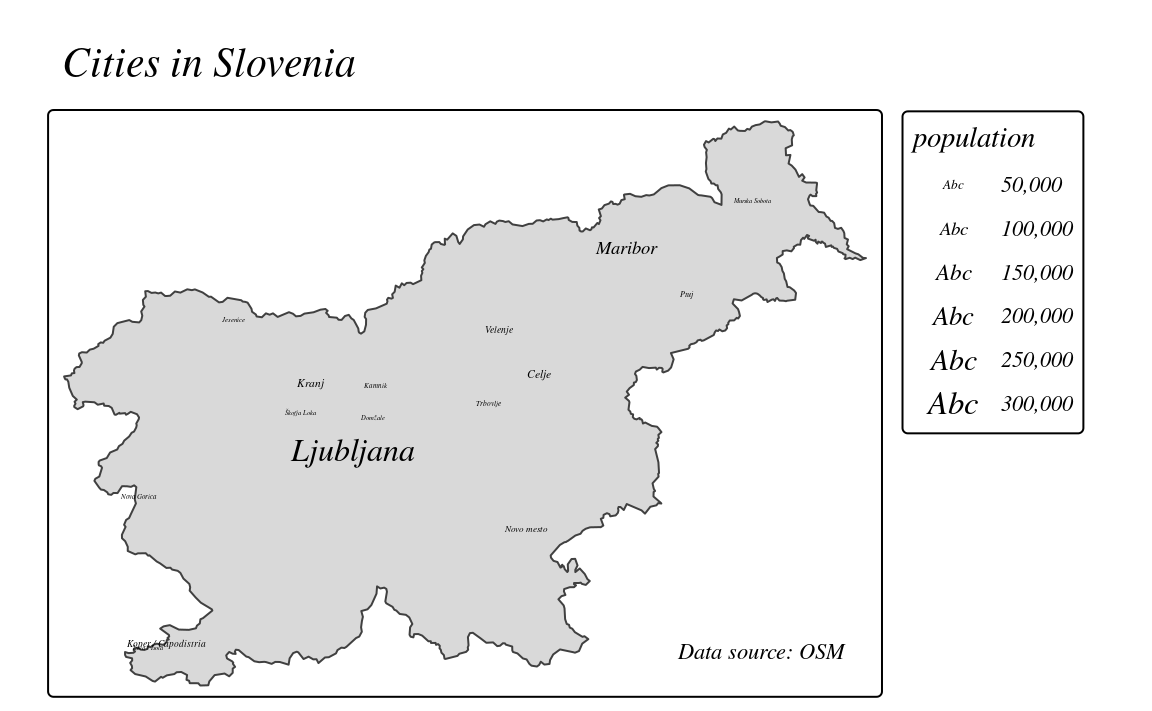 Cities in Slovenia
Murska Sobota
Maribor
Ptuj
Jesenice
Velenje
Celje
Kranj
Kamnik
Trbovlje
Škofja Loka
Domžale
Ljubljana
Nova Gorica
Novo mesto
Koper / Capodistria
Data source: OSM
population
Abc 50,000
Abc 100,000
Abc 150,000
Abc 200,000
Abc 250,000
Abc 300,000